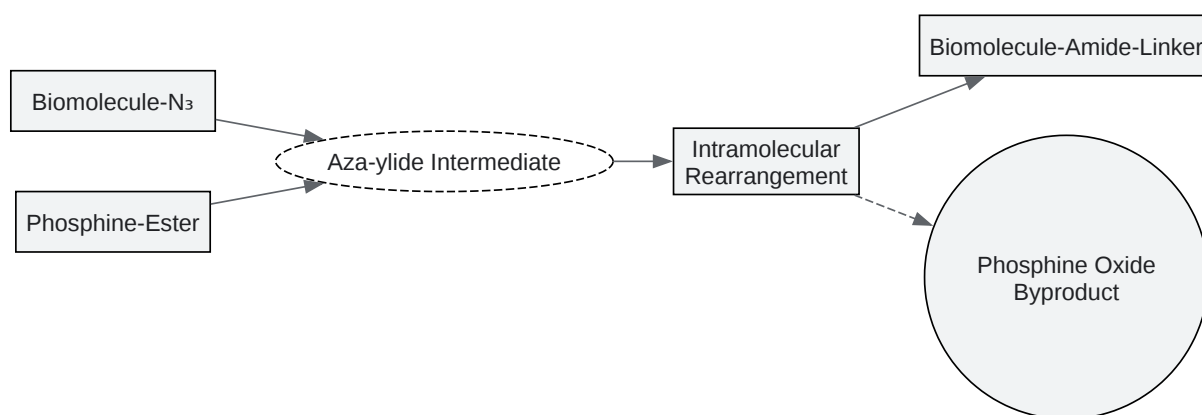 Biomolecule-N₃
Phosphine-Ester
Aza-ylide Intermediate
Intramolecular
Rearrangement
Biomolecule-Amide-Linker
Phosphine Oxide
Byproduct